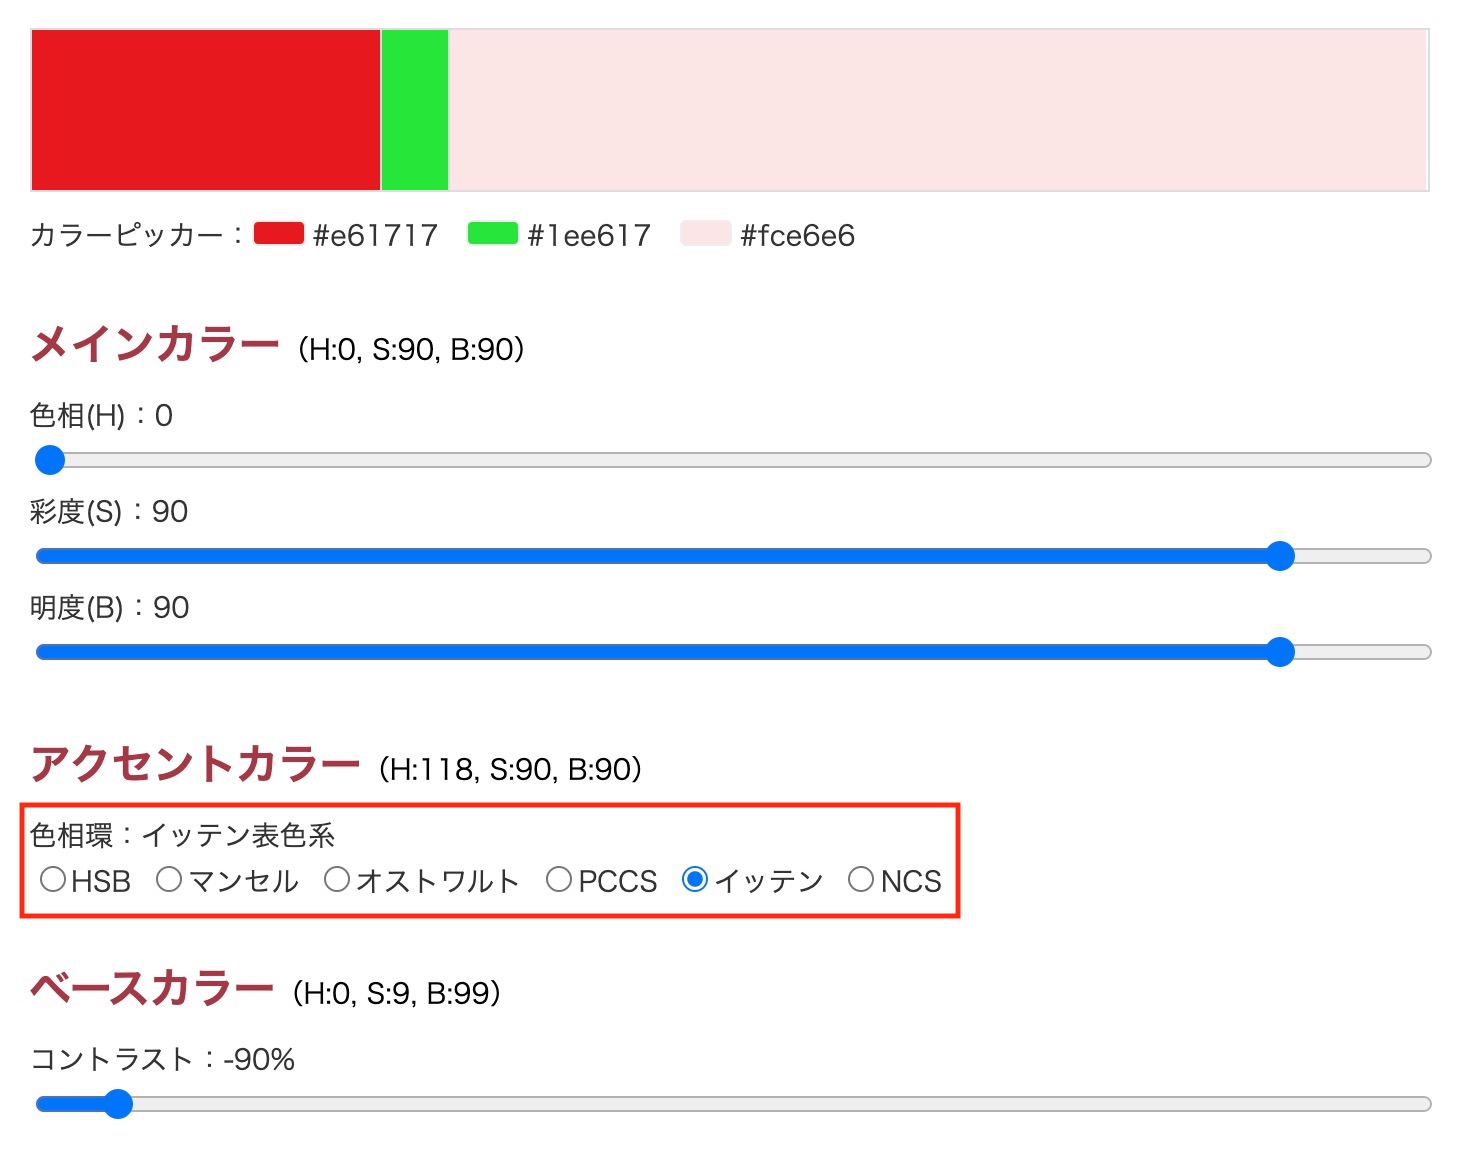 カラーピッカー：#e61717 #1ee617 #fce6e6
メインカラー（H:0, S:90, B:90）
色相(H)：0
彩度(S)：90
明度(B)：90
アクセントカラー（H:118, S:90, B:90）
色相環：イッテン表色系
HSB マンセル オストワルト PCCS イッテン NCS
ベースカラー（H:0, S:9, B:99）
コントラスト：-90%